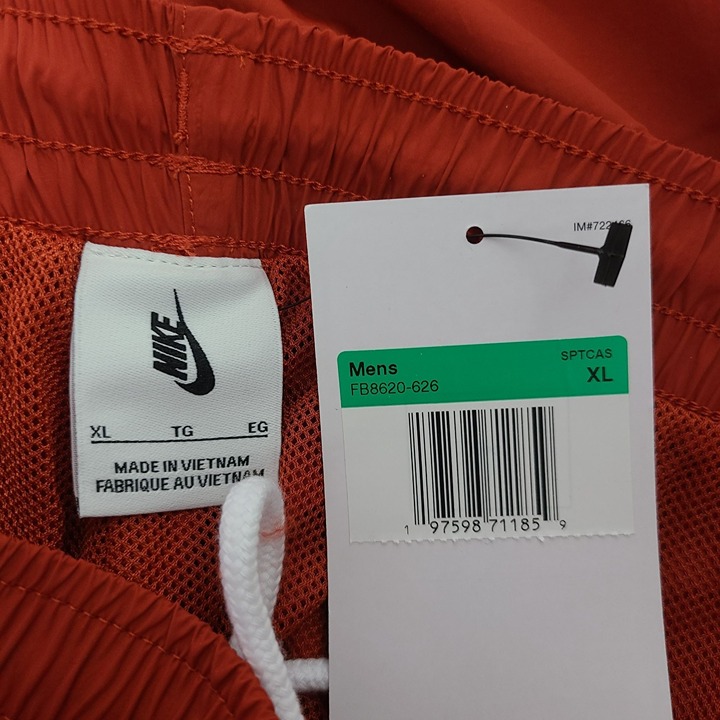 NIKE
XL TG EG
MADE IN VIETNAM
FABRIQUE AU VIETNAM
Mens
FB8620-626
SPTCAS
XL
1 97598 71185 9